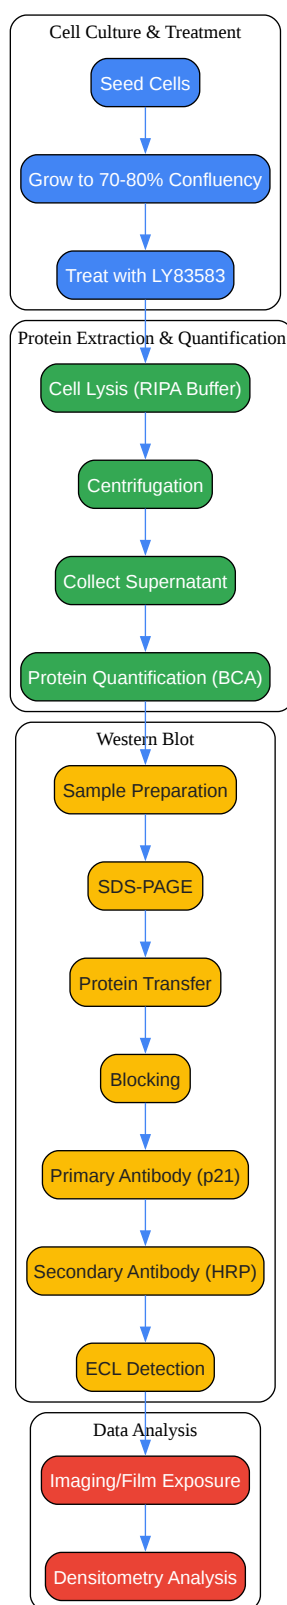 Cell Culture & Treatment
Seed Cells
Grow to 70-80% Confluency
Treat with LY83583
Protein Extraction & Quantification
Cell Lysis (RIPA Buffer)
Centrifugation
Collect Supernatant
Protein Quantification (BCA)
Western Blot
Sample Preparation
SDS-PAGE
Protein Transfer
Blocking
Primary Antibody (p21)
Secondary Antibody (HRP)
ECL Detection
Data Analysis
Imaging/Film Exposure
Densitometry Analysis